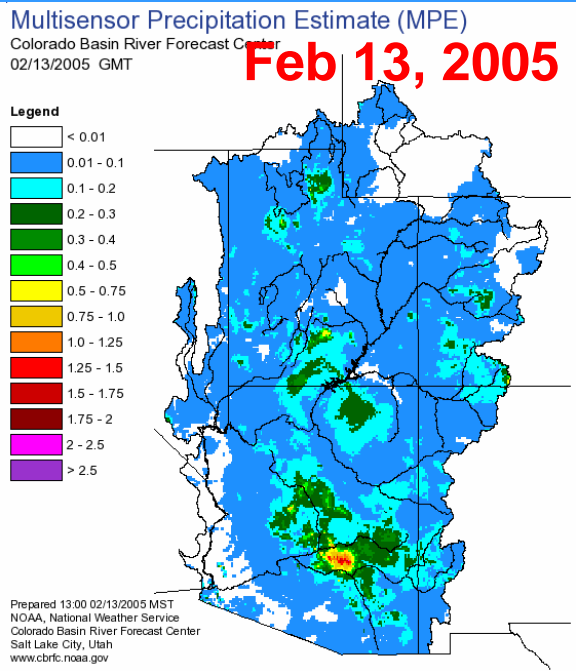 Multisensor Precipitation Estimate (MPE)
Colorado Basin River Forecast Center
02/13/2005 GMT
Feb 13, 2005
Legend
< 0.01
0.01 - 0.1
0.1 - 0.2
0.2 - 0.3
0.3 - 0.4
0.4 - 0.5
0.5 - 0.75
0.75 - 1.0
1.0 - 1.25
1.25 - 1.5
1.5 - 1.75
1.75 - 2
2 - 2.5
> 2.5
Prepared 13:00 02/13/2005 MST
NOAA, National Weather Service
Colorado Basin River Forecast Center
Salt Lake City, Utah
www.cbrfc.noaa.gov